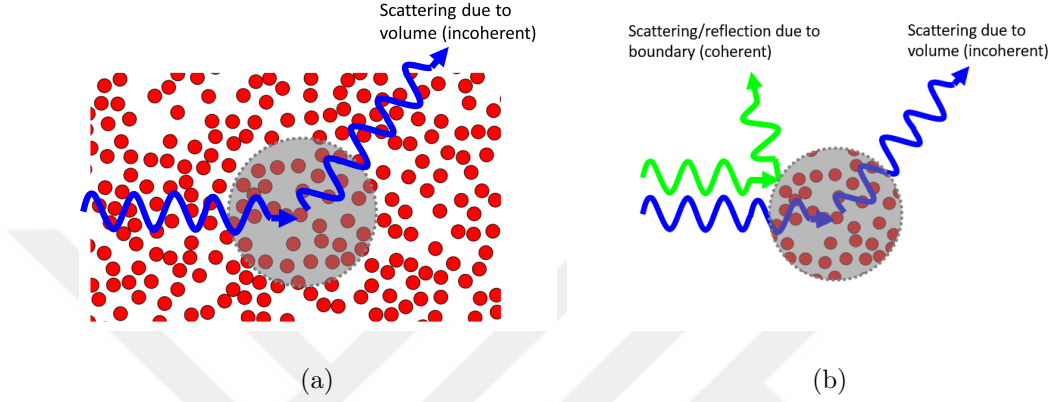 Scattering due to
volume (incoherent)
Scattering/reflection due to
boundary (coherent)
Scattering due to
volume (incoherent)
(a)
(b)